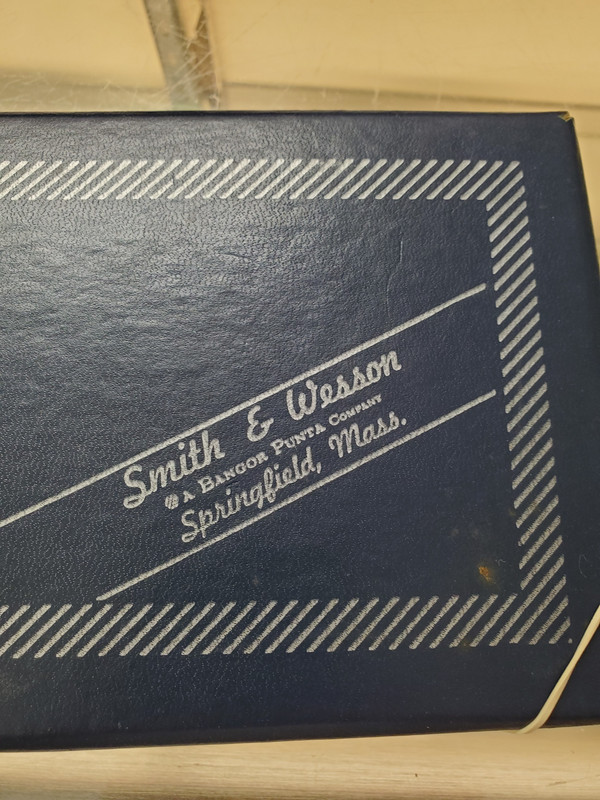 Smith & Wesson
A BANGOR PUNTA COMPANY
Springfield, Mass.